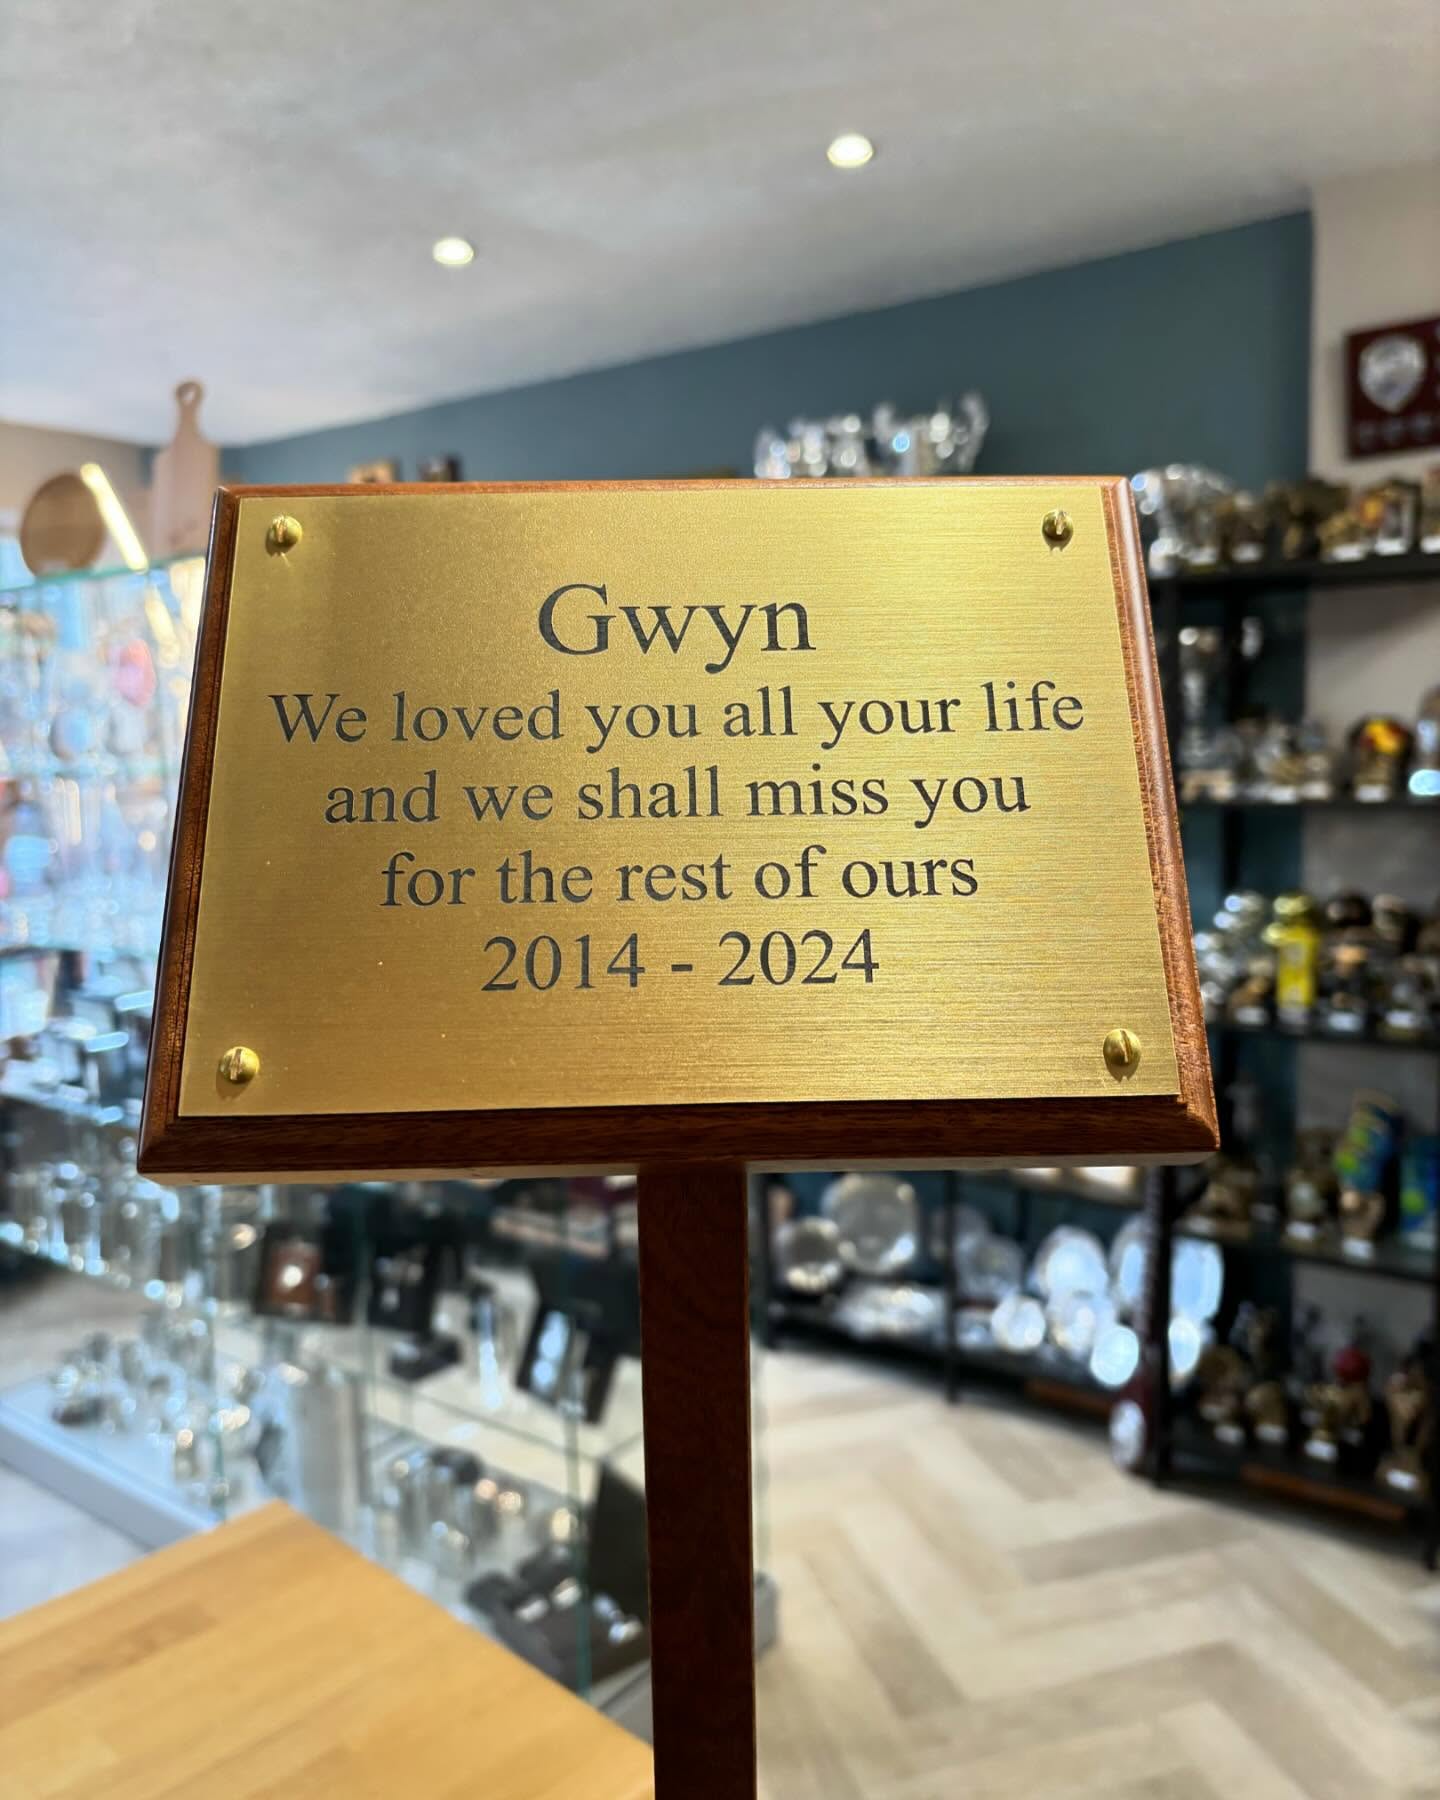 Gwyn
We loved you all your life
and we shall miss you
for the rest of ours
2014 - 2024